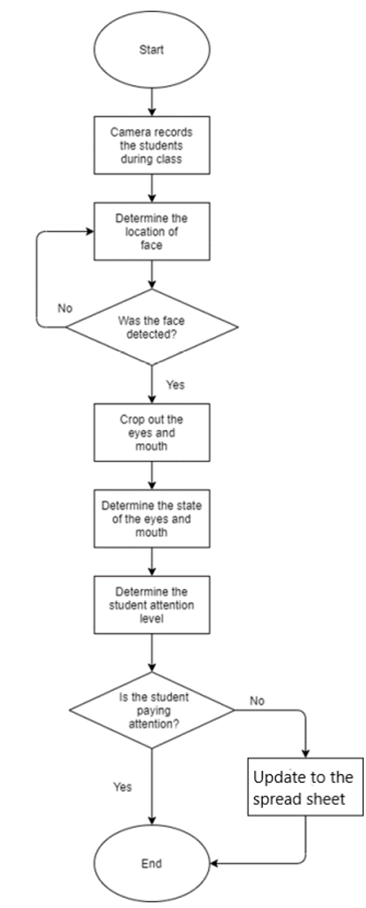 Start
Camera records
the students
during class
Determine the
location of
face
Was the face
detected?
No
Yes
Crop out the
eyes and
mouth
Determine the state
of the eyes and
mouth
Determine the
student attention
level
Is the student
paying
attention?
No
Update to the
spread sheet
Yes
End